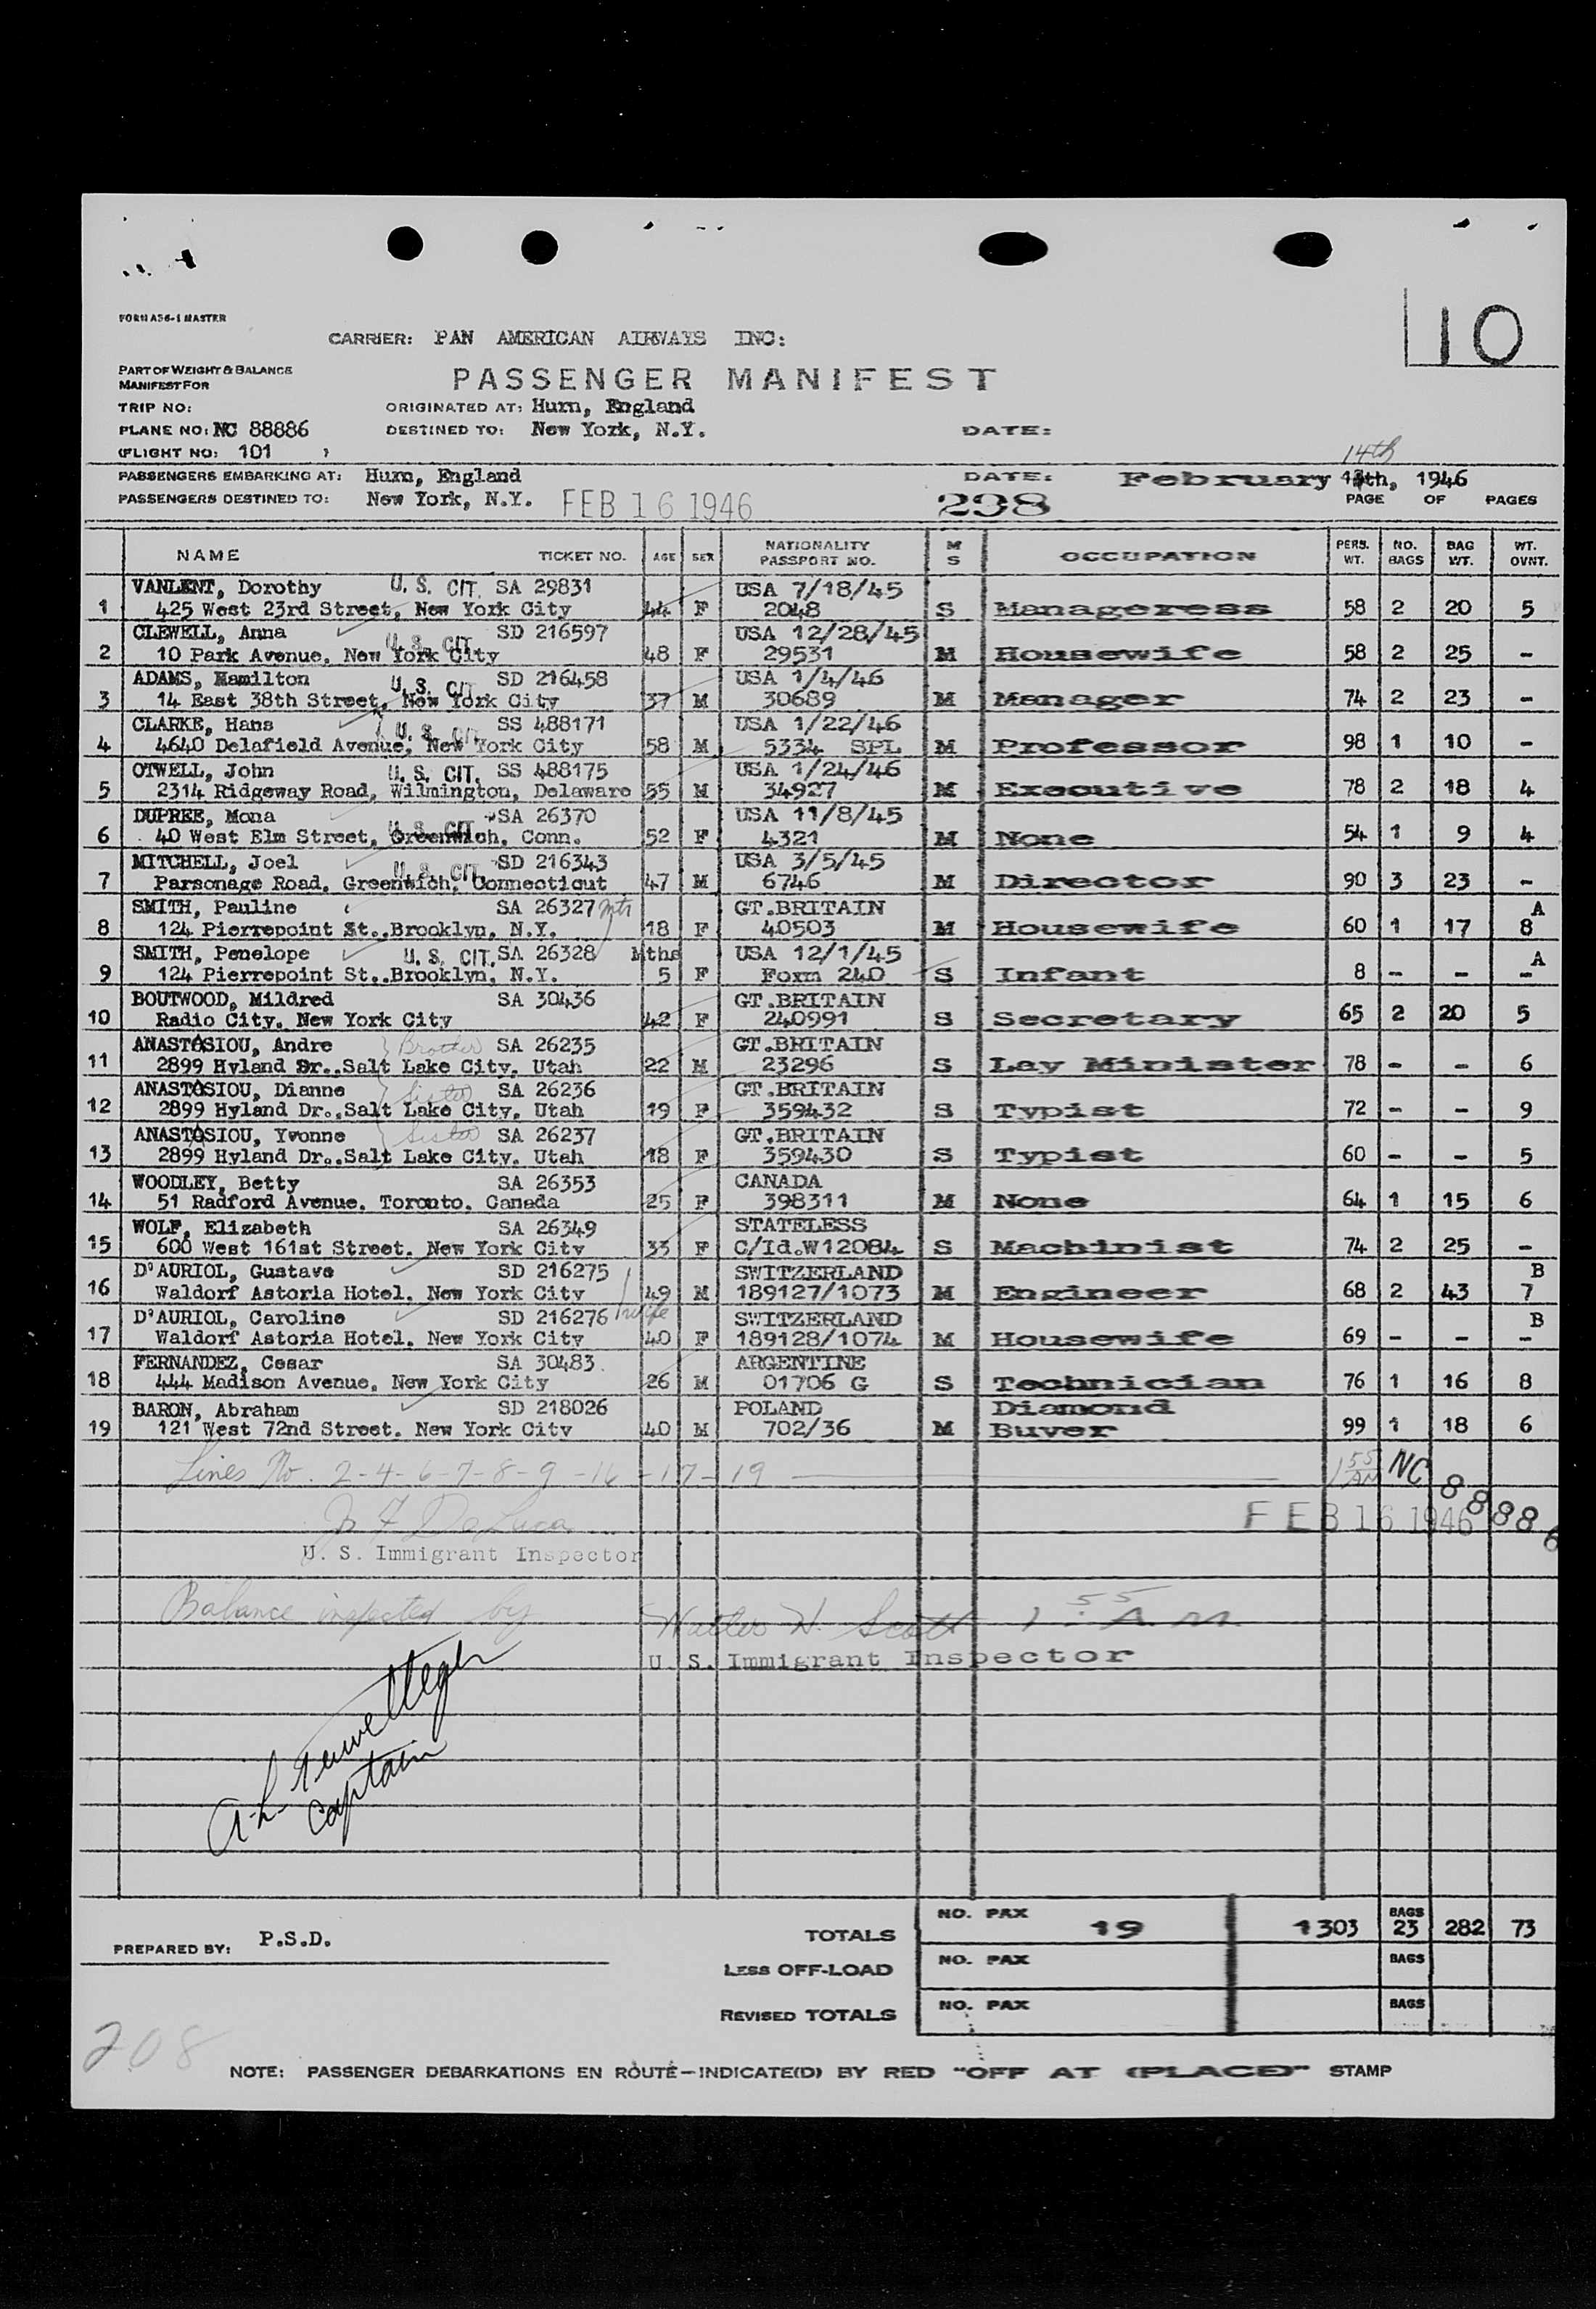 10
FORM A36-1 MASTER
CARRIER: PAN AMERICAN AIRWAYS INC:
PART OF WEIGHT & BALANCE
MANIFEST FOR
PASSENGER MANIFEST
TRIP NO:
ORIGINATED AT: Hurn, England
PLANE NO: NC 88886
DESTINED TO: New York, N.Y.
DATE:
(FLIGHT NO: 101 )
14th
PASSENGERS EMBARKING AT: Hurn, England DATE: February 13th, 1946
PASSENGERS DESTINED TO: New York, N.Y. FEB 16 1946 298 PAGE OF PAGES
NAME TICKET NO. AGE SEX NATIONALITY PASSPORT NO. M S OCCUPATION PERS. WT. NO. BAGS BAG WT. WT. OVNT.
VANLENT, Dorothy U. S. CIT. SA 29831 USA 7/18/45
1 425 West 23rd Street, New York City 44 F 2048 S Manageress 58 2 20 5
CLEWELL, Anna SD 216597 USA 12/28/45
2 10 Park Avenue, New York City U. S. CIT 48 F 29531 M Housewife 58 2 25 -
ADAMS, Hamilton U. S. CIT SD 216458 USA 1/4/46
3 14 East 38th Street, New York City 37 M 30689 M Manager 74 2 23 -
CLARKE, Hans U. S. CIT SS 488171 USA 1/22/46
4 4640 Delafield Avenue, New York City 58 M 5334 SPL M Professor 98 1 10 -
OTWELL, John U. S. CIT. SS 488175 USA 1/24/46
5 2314 Ridgeway Road, Wilmington, Delaware 55 M 34927 M Executive 78 2 18 4
DUPREE, Mona SA 26370 USA 11/8/45
6 40 West Elm Street, Greenwich, Conn. U. S. CIT 52 F 4321 M None 54 1 9 4
MITCHELL, Joel U. S. CIT SD 216343 USA 3/5/45
7 Parsonage Road, Greenwich, Connecticut 47 M 6746 M Director 90 3 23 -
SMITH, Pauline SA 26327 mtr GT.BRITAIN A
8 124 Pierrepoint St.,Brooklyn, N.Y. 18 F 40503 M Housewife 60 1 17 8
SMITH, Penelope U. S. CIT. SA 26328 Mths USA 12/1/45 A
9 124 Pierrepoint St.,Brooklyn, N.Y. 5 F Form 240 S Infant 8 - - -
BOUTWOOD, Mildred SA 30436 GT.BRITAIN
10 Radio City, New York City 42 F 240991 S Secretary 65 2 20 5
ANASTASIOU, Andre Brother SA 26235 GT.BRITAIN
11 2899 Hyland Dr.,Salt Lake City, Utah 22 M 23296 S Lay Minister 78 - - 6
ANASTASIOU, Dianne Sister SA 26236 GT.BRITAIN
12 2899 Hyland Dr.,Salt Lake City, Utah 19 F 359432 S Typist 72 - - 9
ANASTASIOU, Yvonne Sister SA 26237 GT.BRITAIN
13 2899 Hyland Dr.,Salt Lake City, Utah 18 F 359430 S Typist 60 - - 5
WOODLEY, Betty SA 26353 CANADA
14 51 Radford Avenue, Toronto, Canada 25 F 398311 M None 64 1 15 6
WOLF, Elizabeth SA 26349 STATELESS
15 600 West 161st Street, New York City 33 F C/Id.W12084 S Machinist 74 2 25 -
D'AURIOL, Gustave SD 216275 SWITZERLAND B
16 Waldorf Astoria Hotel, New York City 49 M 189127/1073 M Engineer 68 2 43 7
D'AURIOL, Caroline SD 216276 wife SWITZERLAND B
17 Waldorf Astoria Hotel, New York City 40 F 189128/1074 M Housewife 69 - - -
FERNANDEZ, Cesar SA 30483 ARGENTINE
18 444 Madison Avenue, New York City 26 M 01706 G S Technician 76 1 16 8
BARON, Abraham SD 218026 POLAND Diamond
19 121 West 72nd Street, New York City 40 M 702/36 M Buyer 99 1 18 6
Lines No. 2-4-6-7-8-9-16-17-19 1 55 AM NC 88886
FEB 16 1946
U. S. Immigrant Inspector
Balance inspected by Walter H. Scott 1:55 A.M.
U. S. Immigrant Inspector
Captain
PREPARED BY: P.S.D.
TOTALS NO. PAX 19 1303 BAGS 23 282 73
LESS OFF-LOAD NO. PAX BAGS
REVISED TOTALS NO. PAX BAGS
208
NOTE: PASSENGER DEBARKATIONS EN ROUTE-INDICATE(D) BY RED "OFF AT (PLACE)" STAMP